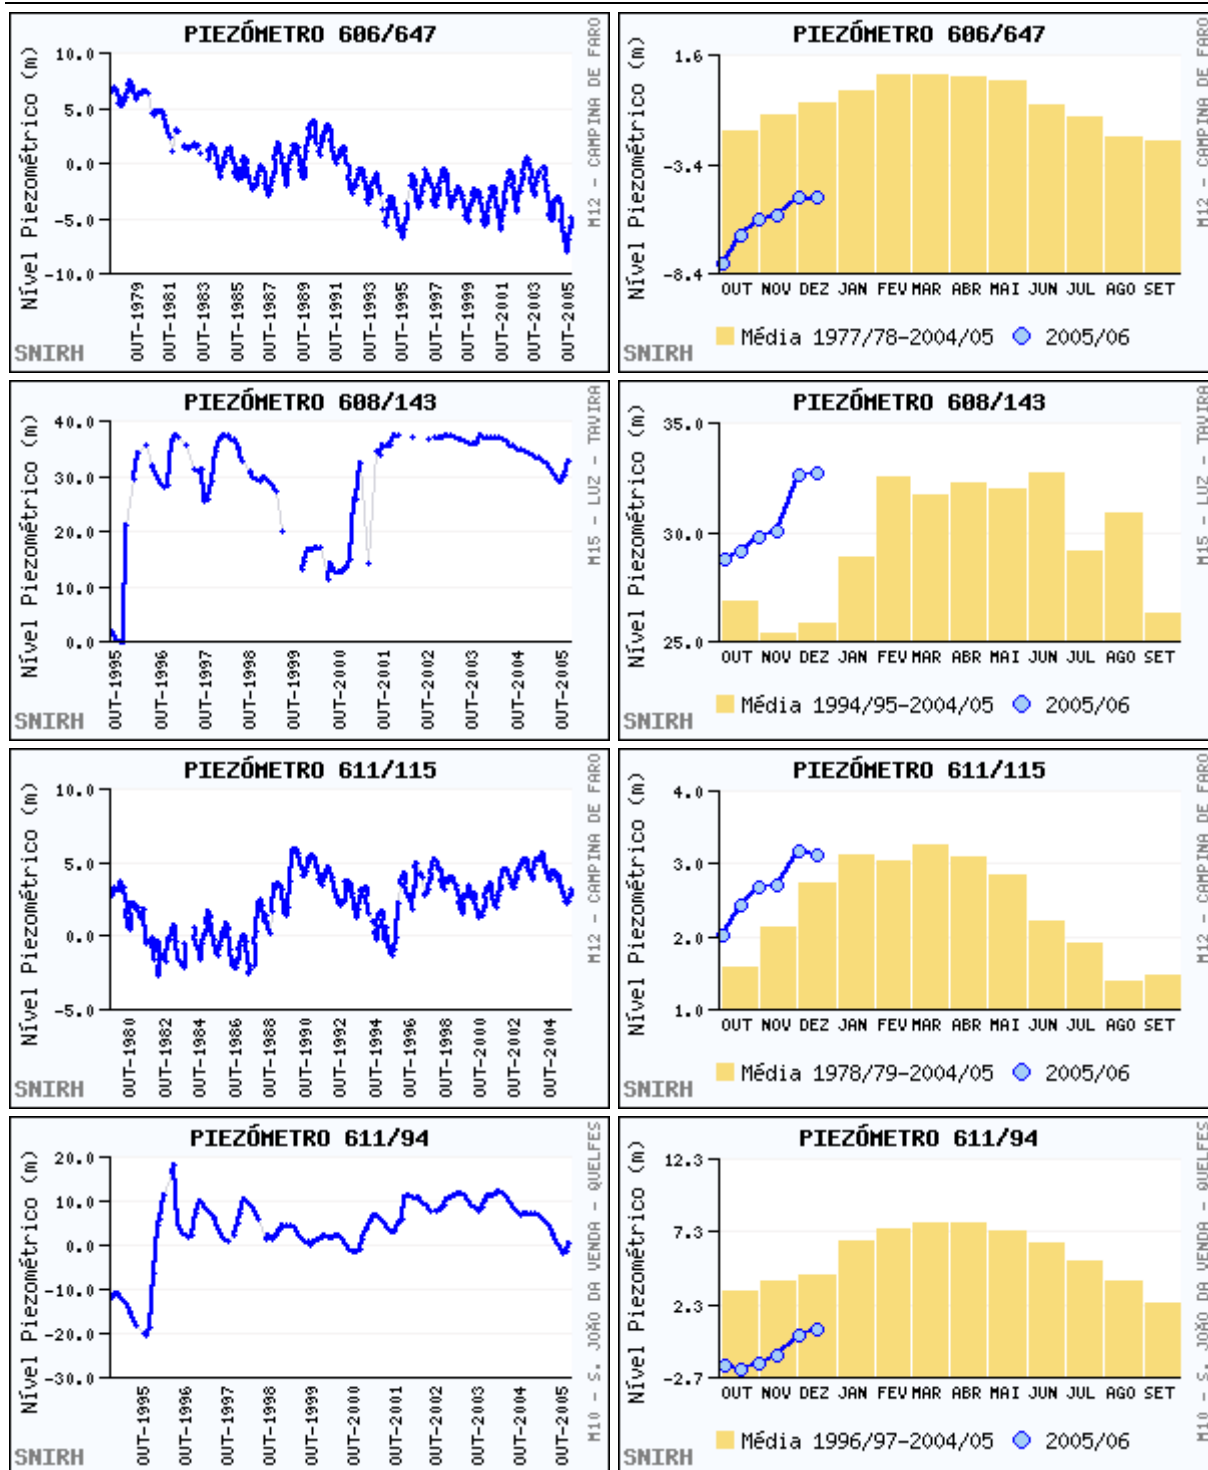 PIEZÓMETRO 606/647
Nível Piezométrico (m)
10.0
5.0
0.0
-5.0
-10.0
OUT-1979
OUT-1981
OUT-1983
OUT-1985
OUT-1987
OUT-1989
OUT-1991
OUT-1993
OUT-1995
OUT-1997
OUT-1999
OUT-2001
OUT-2003
OUT-2005
M12 - CAMPINA DE FARO
SNIRH
PIEZÓMETRO 606/647
Nível Piezométrico (m)
1.6
-3.4
-8.4
OUT NOV DEZ JAN FEV MAR ABR MAI JUN JUL AGO SET
Média 1977/78-2004/05 2005/06
M12 - CAMPINA DE FARO
SNIRH
PIEZÓMETRO 608/143
Nível Piezométrico (m)
40.0
30.0
20.0
10.0
0.0
OUT-1995
OUT-1996
OUT-1997
OUT-1998
OUT-1999
OUT-2000
OUT-2001
OUT-2002
OUT-2003
OUT-2004
OUT-2005
M15 - LUZ - TAVIRA
SNIRH
PIEZÓMETRO 608/143
Nível Piezométrico (m)
35.0
30.0
25.0
OUT NOV DEZ JAN FEV MAR ABR MAI JUN JUL AGO SET
Média 1994/95-2004/05 2005/06
M15 - LUZ - TAVIRA
SNIRH
PIEZÓMETRO 611/115
Nível Piezométrico (m)
10.0
5.0
0.0
-5.0
OUT-1980
OUT-1982
OUT-1984
OUT-1986
OUT-1988
OUT-1990
OUT-1992
OUT-1994
OUT-1996
OUT-1998
OUT-2000
OUT-2002
OUT-2004
M12 - CAMPINA DE FARO
SNIRH
PIEZÓMETRO 611/115
Nível Piezométrico (m)
4.0
3.0
2.0
1.0
OUT NOV DEZ JAN FEV MAR ABR MAI JUN JUL AGO SET
Média 1978/79-2004/05 2005/06
M12 - CAMPINA DE FARO
SNIRH
PIEZÓMETRO 611/94
Nível Piezométrico (m)
20.0
10.0
0.0
-10.0
-20.0
-30.0
OUT-1995
OUT-1996
OUT-1997
OUT-1998
OUT-1999
OUT-2000
OUT-2001
OUT-2002
OUT-2003
OUT-2004
OUT-2005
M10 - S. JOÃO DA VENDA - QUELFES
SNIRH
PIEZÓMETRO 611/94
Nível Piezométrico (m)
12.3
7.3
2.3
-2.7
OUT NOV DEZ JAN FEV MAR ABR MAI JUN JUL AGO SET
Média 1996/97-2004/05 2005/06
M10 - S. JOÃO DA VENDA - QUELFES
SNIRH